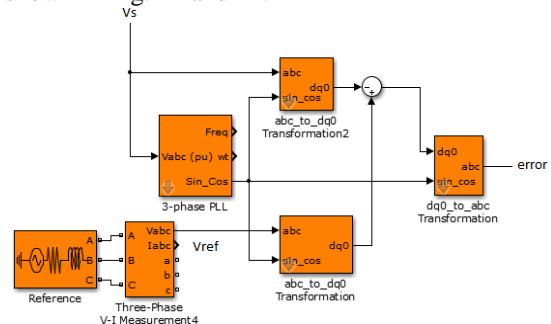 Vs
abc
dq0
sin_cos
abc_to_dq0
Transformation2
-
+
Freq
Vabc (pu) wt
Sin_Cos
3-phase PLL
dq0
abc
sin_cos
dq0_to_abc
Transformation
error
A
B
C
Reference
A
B
C
Vabc
Iabc
a
b
c
Three-Phase
V-I Measurement4
Vref
abc
dq0
sin_cos
abc_to_dq0
Transformation